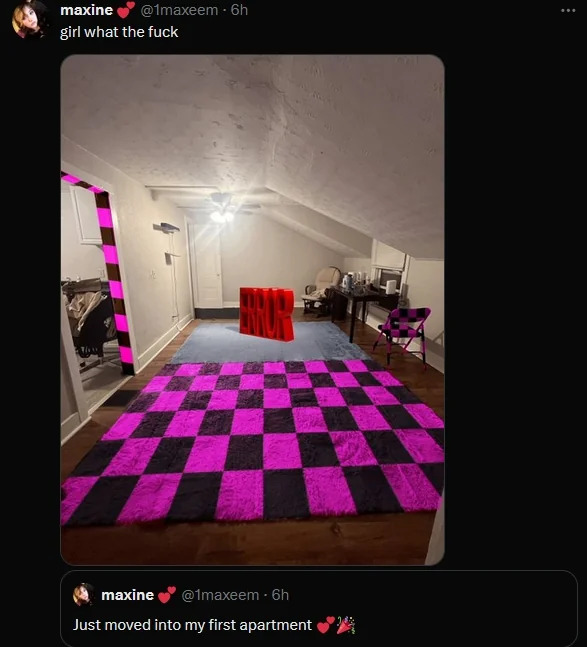 maxine 💕 @1maxeem · 6h
girl what the fuck
ERROR
maxine 💕 @1maxeem · 6h
Just moved into my first apartment 💕🎉